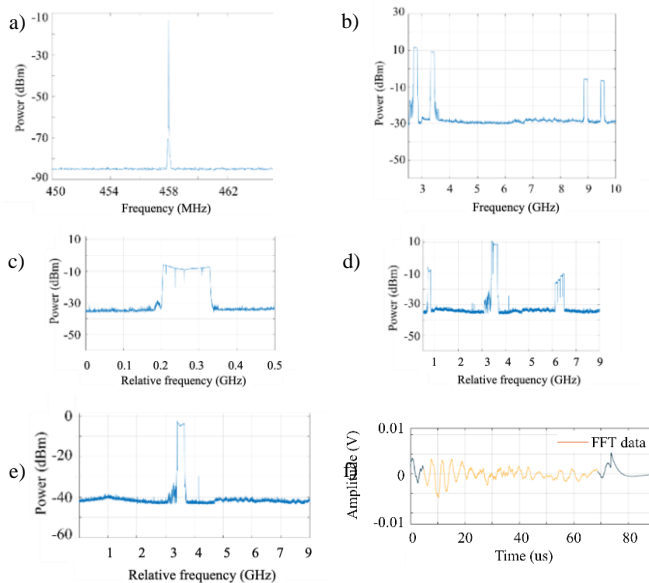 a)
-10
-30
-50
-70
-90
Power (dBm)
450 454 458 462
Frequency (MHz)
b)
30
10
-10
-30
-50
Power (dBm)
3 4 5 6 7 8 9 10
Frequency (GHz)
c)
10
-10
-30
-50
Power (dBm)
0 0.1 0.2 0.3 0.4 0.5
Relative frequency (GHz)
d)
10
-10
-30
-50
Power (dBm)
1 2 3 4 5 6 7 8 9
Relative frequency (GHz)
e)
0
-20
-40
-60
Power (dBm)
1 2 3 4 5 6 7 8 9
Relative frequency (GHz)
f)
0.01
0
-0.01
Amplitude (V)
FFT data
0 20 40 60 80
Time (us)